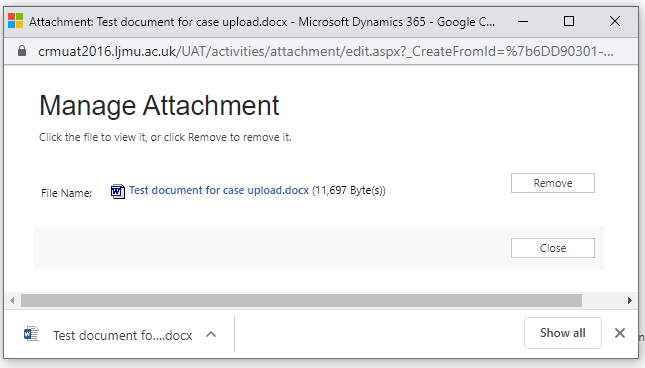 Attachment: Test document for case upload.docx - Microsoft Dynamics 365 - Google C...
crmuat2016.ljmu.ac.uk/UAT/activities/attachment/edit.aspx?_CreateFromId=%7b6DD90301-...
Manage Attachment
Click the file to view it, or click Remove to remove it.
File Name: Test document for case upload.docx (11,697 Byte(s)) Remove
Close
Test document fo....docx Show all